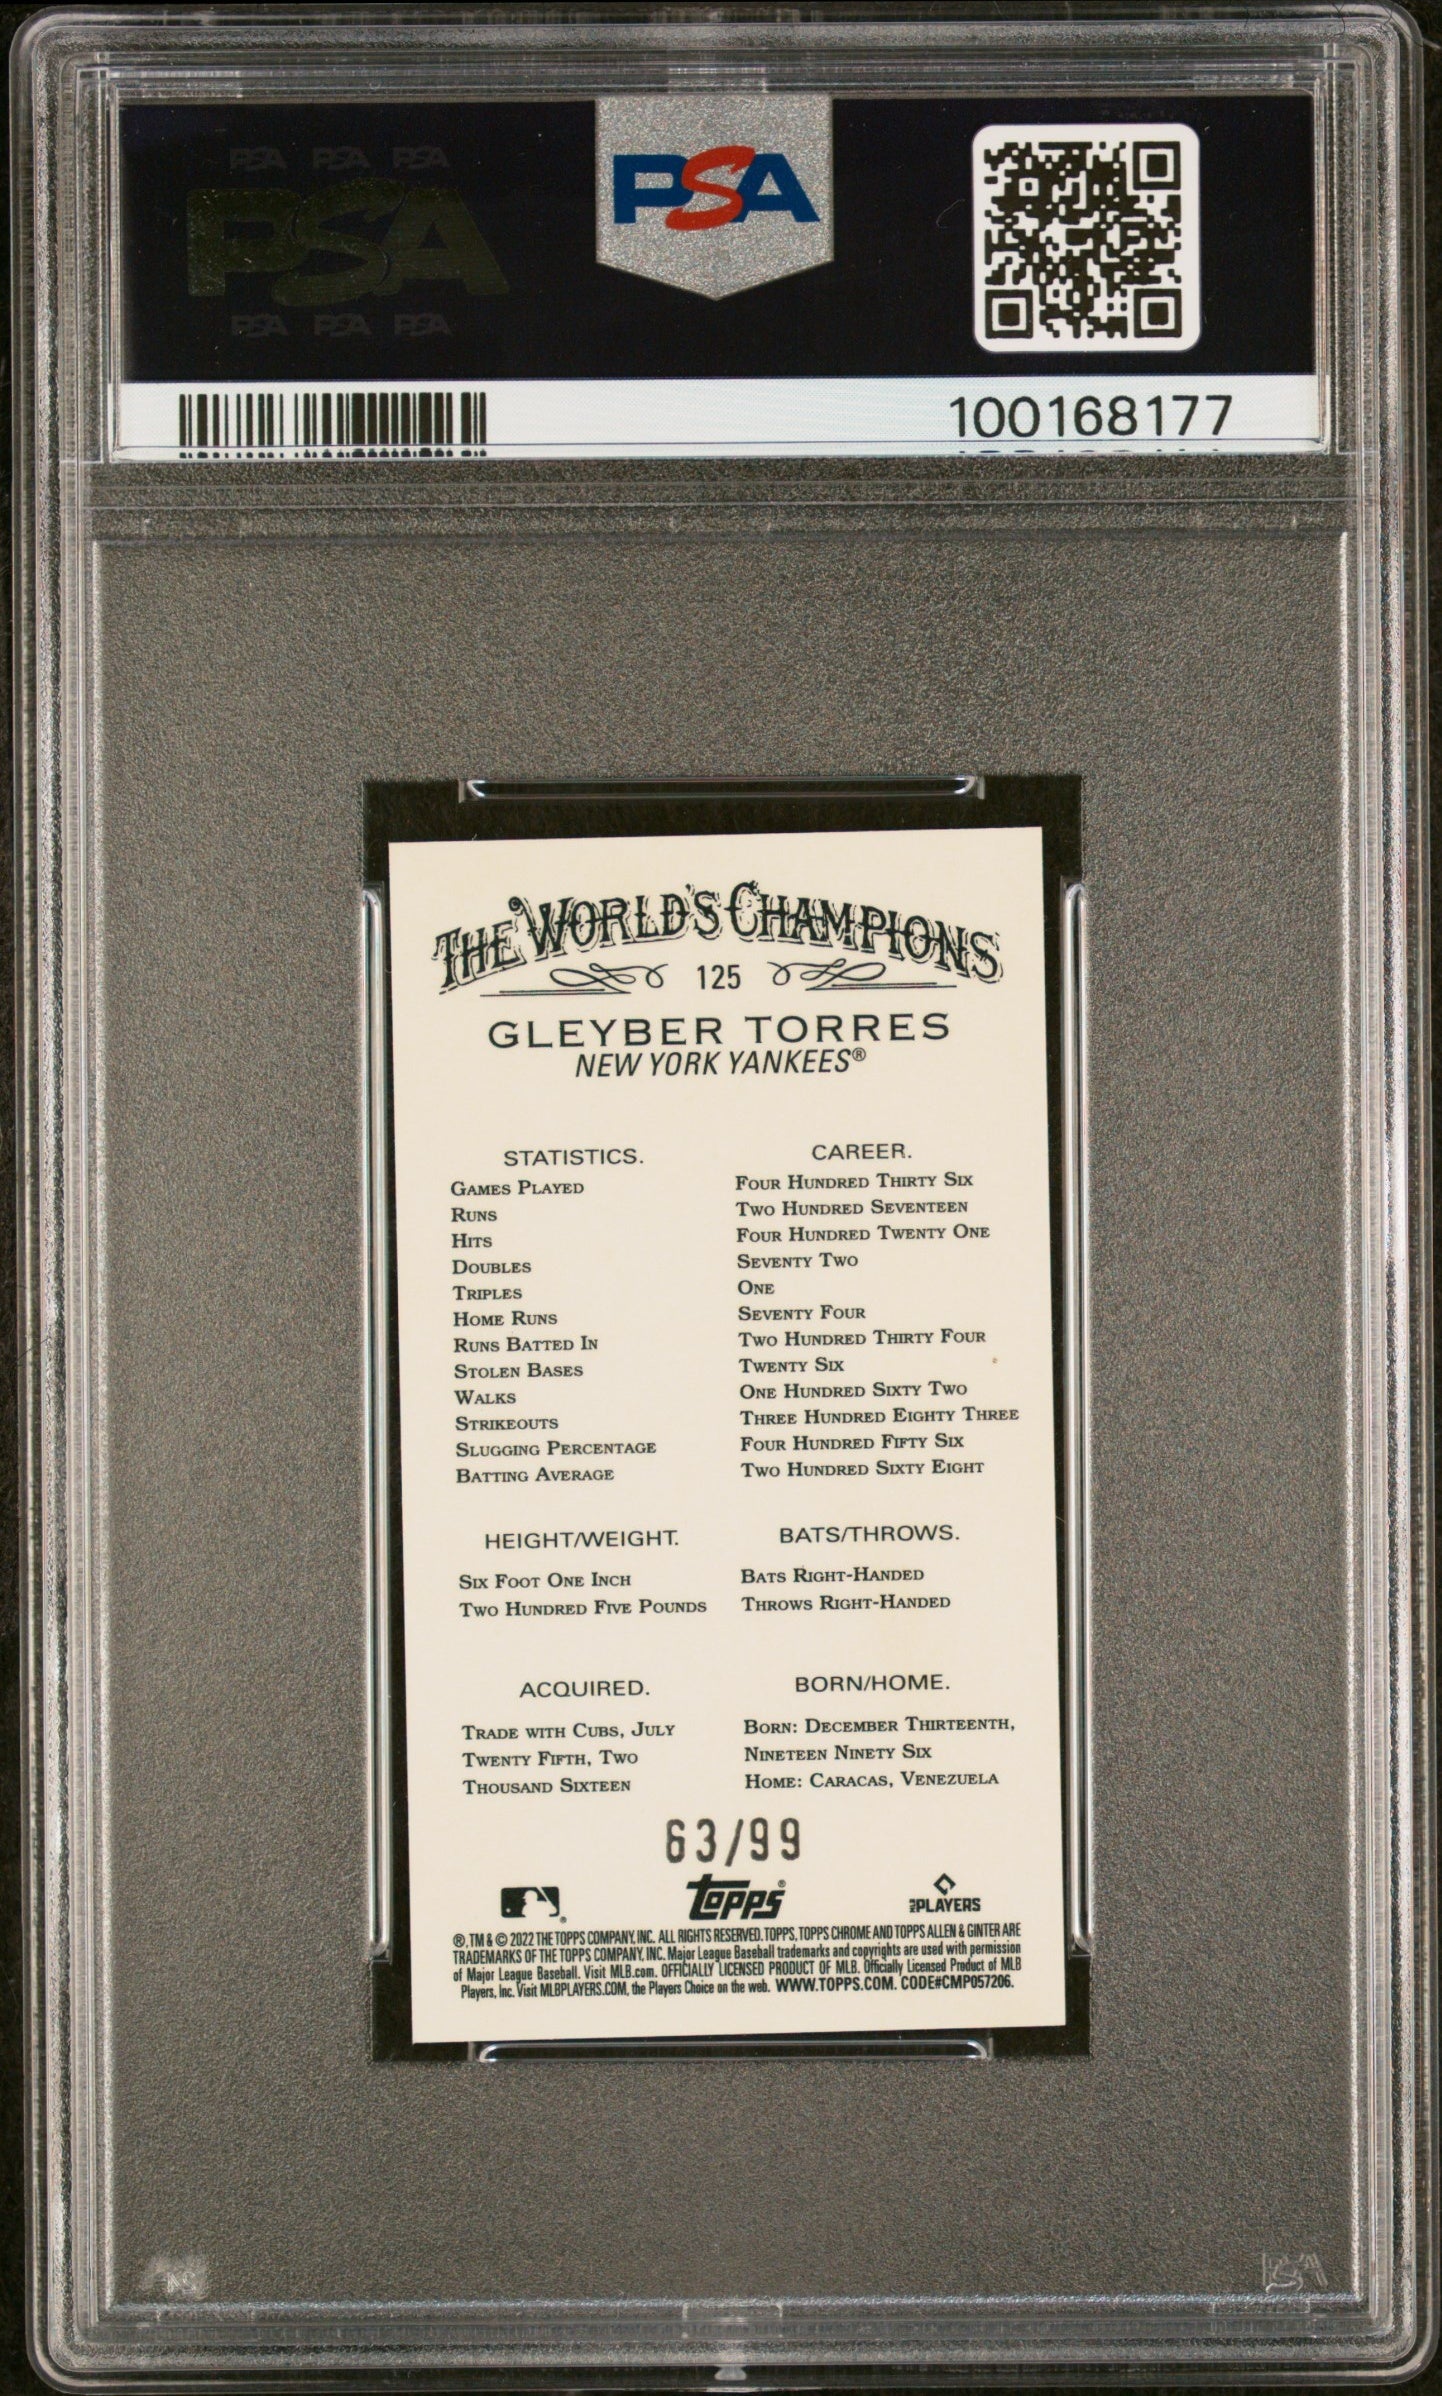 PSA PSA PSA
PSA
PSA PSA PSA
PSA
100168177
THE WORLD'S CHAMPIONS
125
GLEYBER TORRES
NEW YORK YANKEES®
STATISTICS. CAREER.
GAMES PLAYED FOUR HUNDRED THIRTY SIX
RUNS TWO HUNDRED SEVENTEEN
HITS FOUR HUNDRED TWENTY ONE
DOUBLES SEVENTY TWO
TRIPLES ONE
HOME RUNS SEVENTY FOUR
RUNS BATTED IN TWO HUNDRED THIRTY FOUR
STOLEN BASES TWENTY SIX
WALKS ONE HUNDRED SIXTY TWO
STRIKEOUTS THREE HUNDRED EIGHTY THREE
SLUGGING PERCENTAGE FOUR HUNDRED FIFTY SIX
BATTING AVERAGE TWO HUNDRED SIXTY EIGHT
HEIGHT/WEIGHT.
SIX FOOT ONE INCH
TWO HUNDRED FIVE POUNDS
BATS/THROWS.
BATS RIGHT-HANDED
THROWS RIGHT-HANDED
ACQUIRED.
TRADE WITH CUBS, JULY
TWENTY FIFTH, TWO
THOUSAND SIXTEEN
BORN/HOME.
BORN: DECEMBER THIRTEENTH,
NINETEEN NINETY SIX
HOME: CARACAS, VENEZUELA
63/99
Topps®
PLAYERS
®, TM & © 2022 THE TOPPS COMPANY, INC. ALL RIGHTS RESERVED. TOPPS, TOPPS CHROME AND TOPPS ALLEN & GINTER ARE
TRADEMARKS OF THE TOPPS COMPANY, INC. Major League Baseball trademarks and copyrights are used with permission
of Major League Baseball. Visit MLB.com. OFFICIALLY LICENSED PRODUCT OF MLB. Officially Licensed Product of MLB
Players, Inc. Visit MLBPLAYERS.COM, the Players Choice on the web. WWW.TOPPS.COM. CODE#CMP057206.
PSA